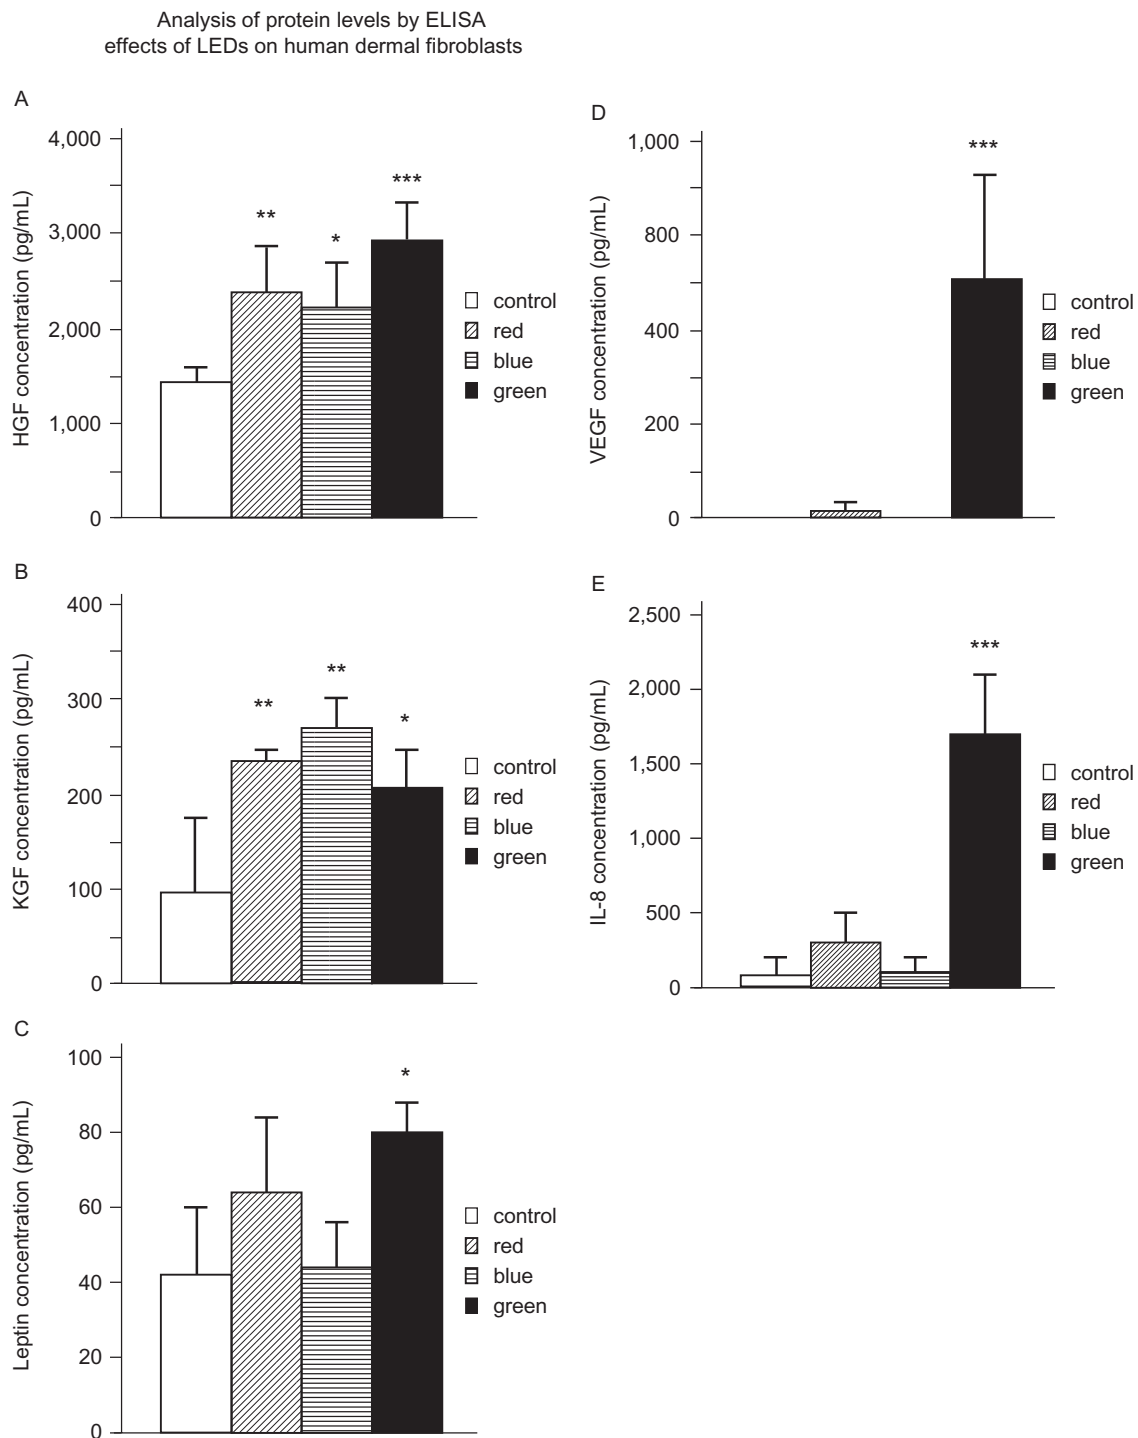 Analysis of protein levels by ELISA
effects of LEDs on human dermal fibroblasts
A
HGF concentration (pg/mL)
4,000
3,000
2,000
1,000
0
**
*
***
control
red
blue
green
B
KGF concentration (pg/mL)
400
300
200
100
0
**
**
*
control
red
blue
green
C
Leptin concentration (pg/mL)
100
80
60
40
20
0
*
control
red
blue
green
D
VEGF concentration (pg/mL)
1,000
800
400
200
0
***
control
red
blue
green
E
IL-8 concentration (pg/mL)
2,500
2,000
1,500
1,000
500
0
***
control
red
blue
green